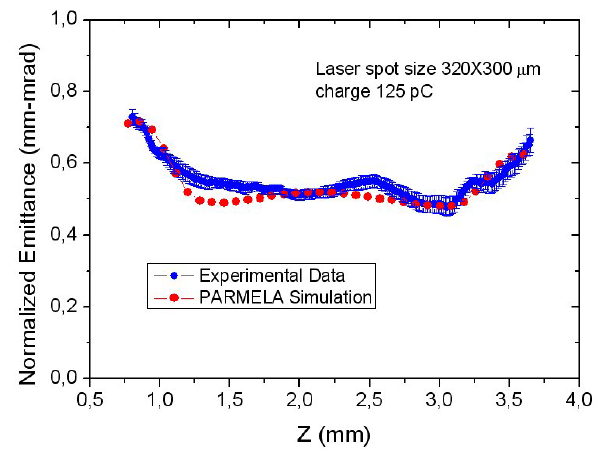 1,0
0,8
0,6
0,4
0,2
0,0
Normalized Emittance (mm-mrad)
Laser spot size 320X300 μm
charge 125 pC
Experimental Data
PARMELA Simulation
0,5 1,0 1,5 2,0 2,5 3,0 3,5 4,0
Z (mm)